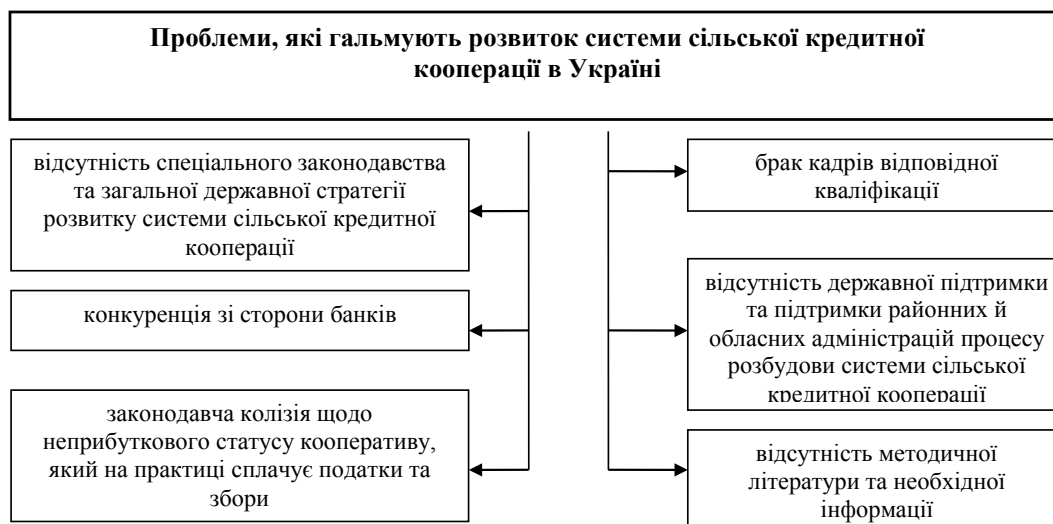 Проблеми, які гальмують розвиток системи сільської кредитної
кооперації в Україні
відсутність спеціального законодавства
та загальної державної стратегії
розвитку системи сільської кредитної
кооперації
конкуренція зі сторони банків
законодавча колізія щодо
неприбуткового статусу кооперативу,
який на практиці сплачує податки та
збори
брак кадрів відповідної
кваліфікації
відсутність державної підтримки
та підтримки районних й
обласних адміністрацій процесу
розбудови системи сільської
кредитної кооперації
відсутність методичної
літератури та необхідної
інформації